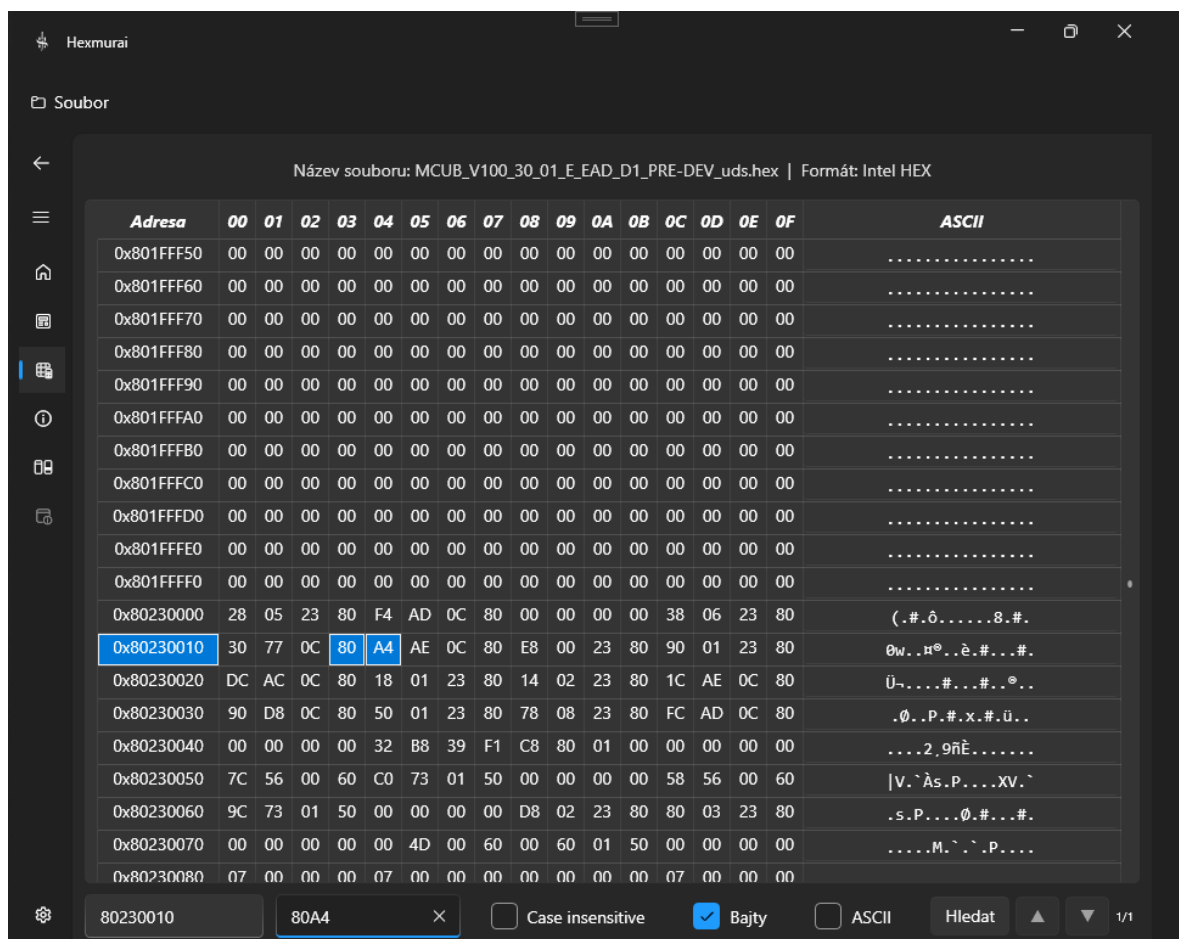 Hexmurai
Soubor
Název souboru: MCUB_V100_30_01_E_EAD_D1_PRE-DEV_uds.hex | Formát: Intel HEX
Adresa 00 01 02 03 04 05 06 07 08 09 0A 0B 0C 0D 0E 0F ASCII
0x801FFF50 00 00 00 00 00 00 00 00 00 00 00 00 00 00 00 00 ................
0x801FFF60 00 00 00 00 00 00 00 00 00 00 00 00 00 00 00 00 ................
0x801FFF70 00 00 00 00 00 00 00 00 00 00 00 00 00 00 00 00 ................
0x801FFF80 00 00 00 00 00 00 00 00 00 00 00 00 00 00 00 00 ................
0x801FFF90 00 00 00 00 00 00 00 00 00 00 00 00 00 00 00 00 ................
0x801FFFA0 00 00 00 00 00 00 00 00 00 00 00 00 00 00 00 00 ................
0x801FFFB0 00 00 00 00 00 00 00 00 00 00 00 00 00 00 00 00 ................
0x801FFFC0 00 00 00 00 00 00 00 00 00 00 00 00 00 00 00 00 ................
0x801FFFD0 00 00 00 00 00 00 00 00 00 00 00 00 00 00 00 00 ................
0x801FFFE0 00 00 00 00 00 00 00 00 00 00 00 00 00 00 00 00 ................
0x801FFFF0 00 00 00 00 00 00 00 00 00 00 00 00 00 00 00 00 ................
0x80230000 28 05 23 80 F4 AD 0C 80 00 00 00 00 38 06 23 80 (.#.ô......8.#.
0x80230010 30 77 0C 80 A4 AE 0C 80 E8 00 23 80 90 01 23 80 0w..¤®..è.#...#.
0x80230020 DC AC 0C 80 18 01 23 80 14 02 23 80 1C AE 0C 80 Ü¬....#...#..®..
0x80230030 90 D8 0C 80 50 01 23 80 78 08 23 80 FC AD 0C 80 .Ø..P.#.x.#.ü..
0x80230040 00 00 00 00 32 B8 39 F1 C8 80 01 00 00 00 00 00 ....2¸9ñÈ.......
0x80230050 7C 56 00 60 C0 73 01 50 00 00 00 00 58 56 00 60 |V.`Às.P....XV.`
0x80230060 9C 73 01 50 00 00 00 00 D8 02 23 80 80 03 23 80 .s.P....Ø.#...#.
0x80230070 00 00 00 00 00 4D 00 60 00 60 01 50 00 00 00 00 .....M.`.`.P....
0x80230080 07 00 00 00 07 00 00 00 00 00 00 00 07 00 00 00
80230010 80A4 Case insensitive Bajty ASCII Hledat 1/1